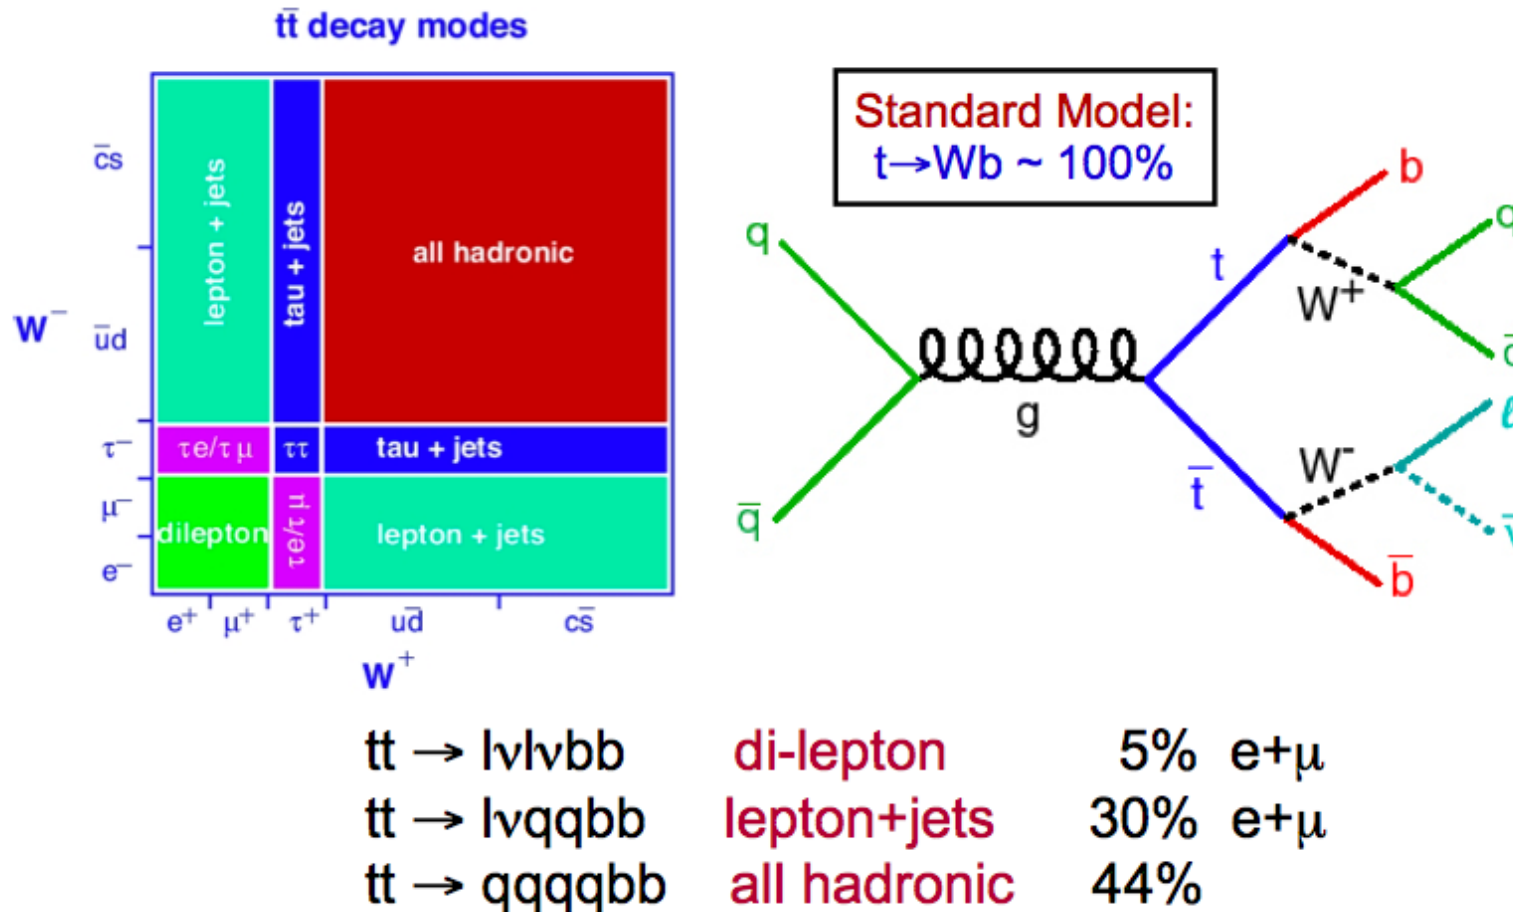 tt̄ decay modes
c̄s
ūd
W⁻
τ⁻
μ⁻
e⁻
lepton + jets
tau + jets
all hadronic
τe/τμ
ττ
tau + jets
dilepton
τe/τμ
lepton + jets
e⁺ μ⁺ τ⁺ ud̄ cs̄
W⁺
Standard Model:
t→Wb ~ 100%
q
q̄
g
t
t̄
b
W⁺
q
W⁻
b̄
tt → lνlνbb di-lepton 5% e+μ
tt → lνqqbb lepton+jets 30% e+μ
tt → qqqqbb all hadronic 44%